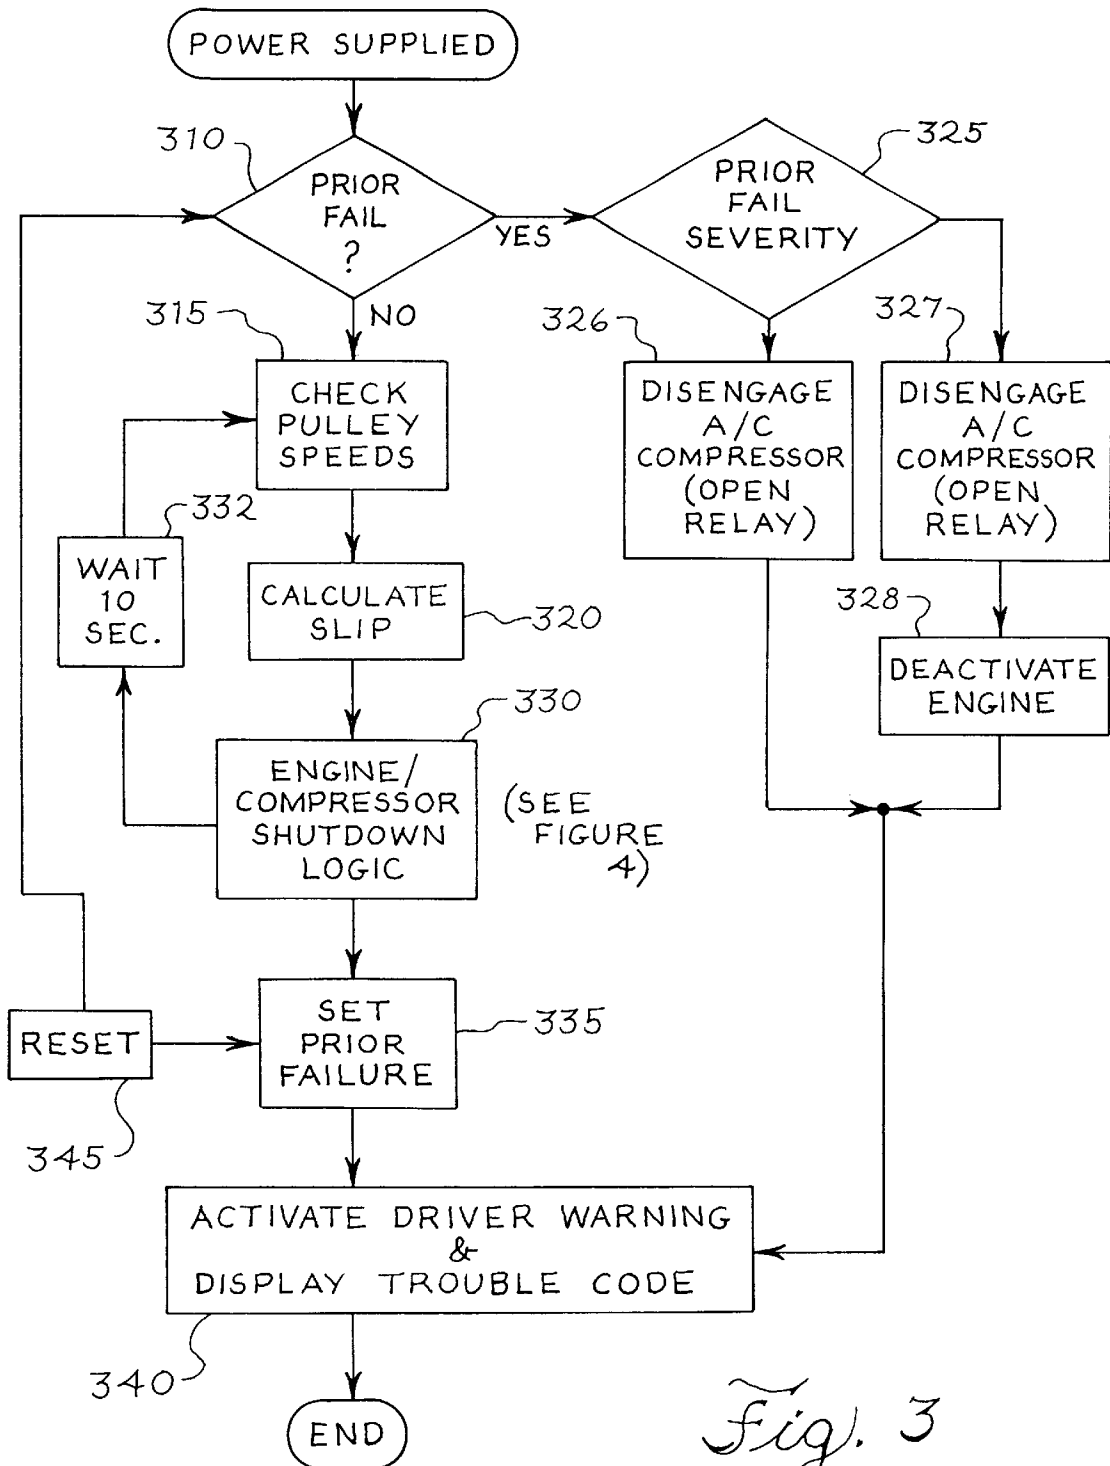 POWER SUPPLIED
310
PRIOR
FAIL
?
YES
NO
325
PRIOR
FAIL
SEVERITY
315
CHECK
PULLEY
SPEEDS
326
DISENGAGE
A/C
COMPRESSOR
(OPEN
RELAY)
327
DISENGAGE
A/C
COMPRESSOR
(OPEN
RELAY)
332
WAIT
10
SEC.
CALCULATE
SLIP
320
328
DEACTIVATE
ENGINE
330
ENGINE/
COMPRESSOR
SHUTDOWN
LOGIC
(SEE
FIGURE
4)
RESET
345
SET
PRIOR
FAILURE
335
ACTIVATE DRIVER WARNING
&
DISPLAY TROUBLE CODE
340
END
Fig. 3